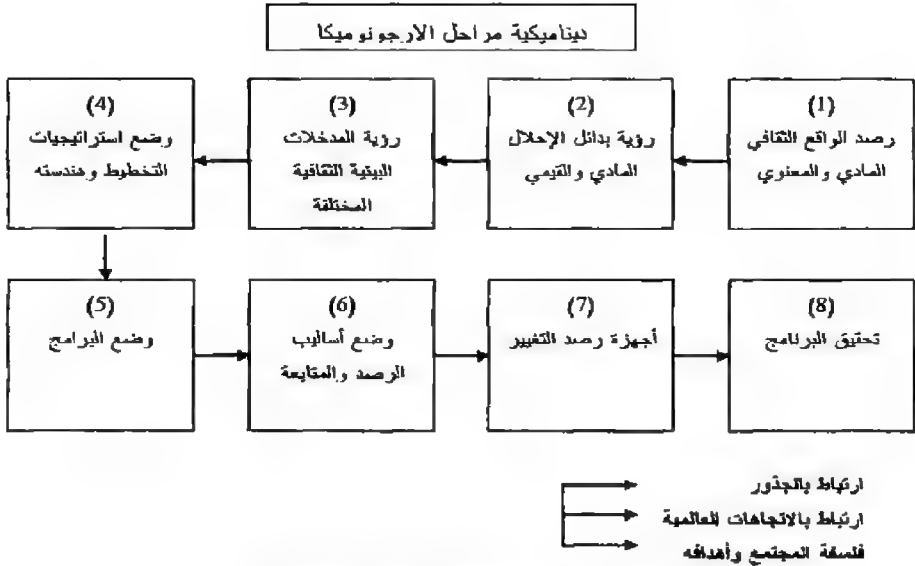 ديناميكية مراحل الارجونوميكا
(1)
رصد الواقع الثقافي
المادي والمعنوي
(2)
رؤية بدائل الإحلال
المادي والقيمي
(3)
رؤية المدخلات
البيئية الثقافية
المختلفة
(4)
وضع استراتيجيات
التخطيط وهندسته
(5)
وضع البرامج
(6)
وضع أساليب
الرصد والمتابعة
(7)
أجهزة رصد التغيير
(8)
تحقيق البرنامج
ارتباط بالجذور
ارتباط بالاتجاهات العالمية
فلسفة المجتمع وأهدافه